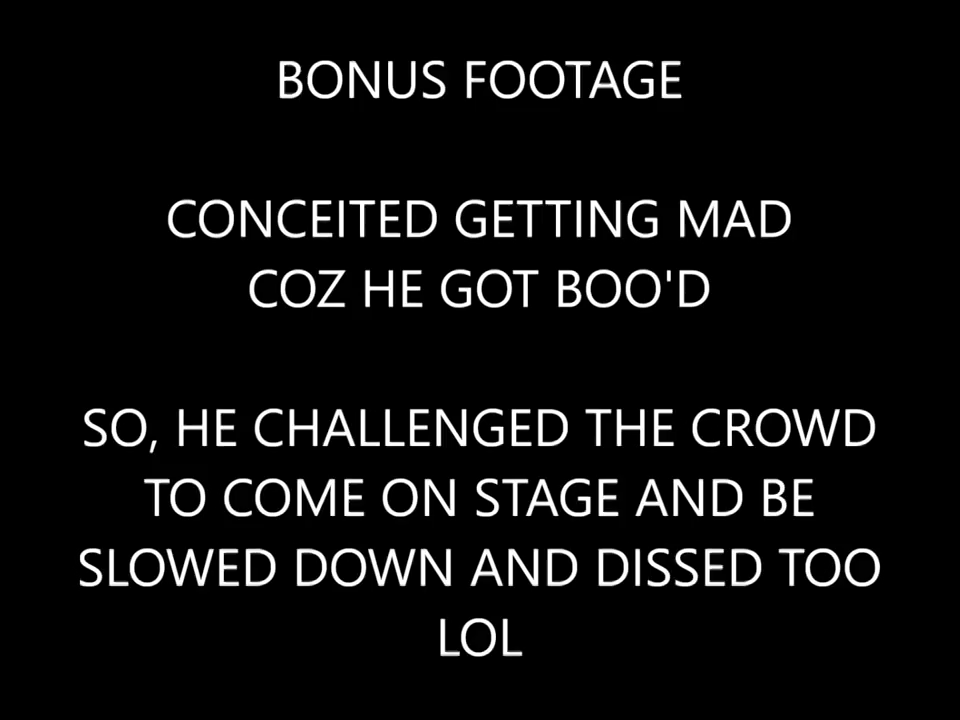 BONUS FOOTAGE
CONCEITED GETTING MAD
COZ HE GOT BOO'D
SO, HE CHALLENGED THE CROWD
TO COME ON STAGE AND BE
SLOWED DOWN AND DISSED TOO
LOL